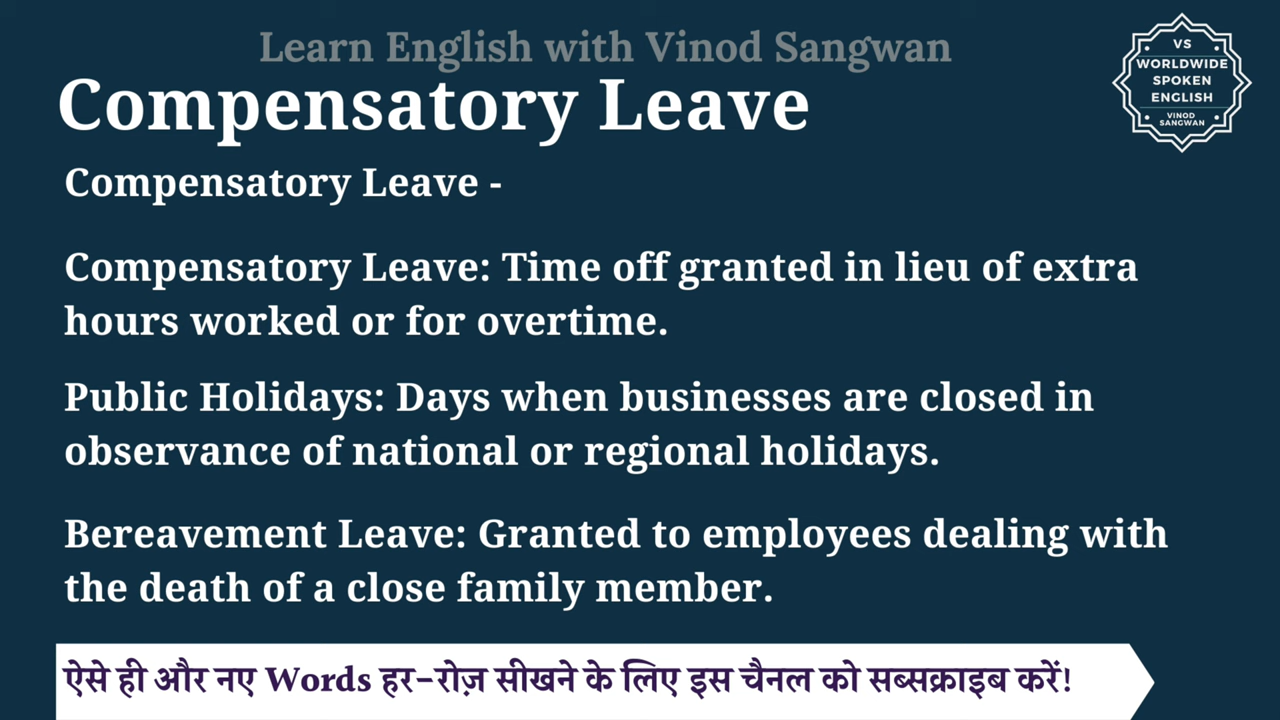 Learn English with Vinod Sangwan
Compensatory Leave
VS
WORLDWIDE
SPOKEN
ENGLISH
VINOD
SANGWAN
Compensatory Leave -
Compensatory Leave: Time off granted in lieu of extra
hours worked or for overtime.
Public Holidays: Days when businesses are closed in
observance of national or regional holidays.
Bereavement Leave: Granted to employees dealing with
the death of a close family member.
ऐसे ही और नए Words हर-रोज़ सीखने के लिए इस चैनल को सब्सक्राइब करें!